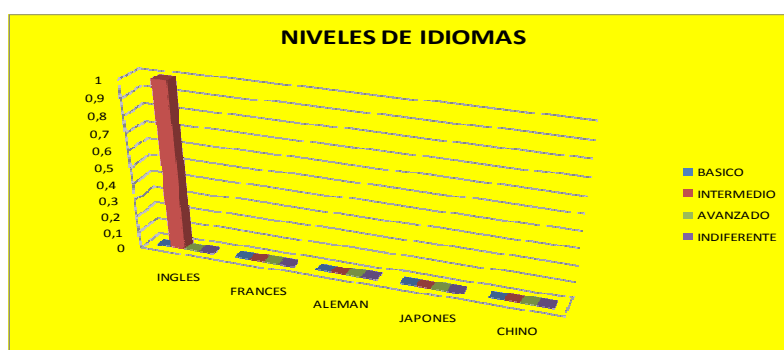 NIVELES DE IDIOMAS
1
0,9
0,8
0,7
0,6
0,5
0,4
0,3
0,2
0,1
0
INGLES
FRANCES
ALEMAN
JAPONES
CHINO
BASICO
INTERMEDIO
AVANZADO
INDIFERENTE